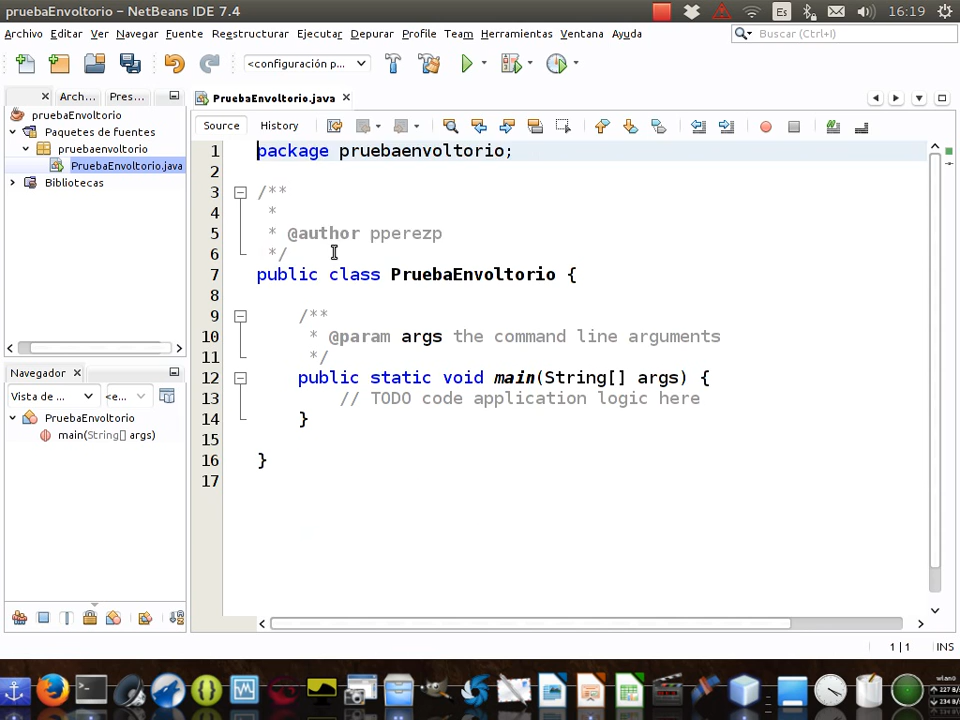 pruebaEnvoltorio – NetBeans IDE 7.4
Es
16:19
Archivo Editar Ver Navegar Fuente Reestructurar Ejecutar Depurar Profile Team Herramientas Ventana Ayuda
Buscar (Ctrl+I)
<configuración p...
Arch...
Pres...
PruebaEnvoltorio.java
pruebaEnvoltorio
Paquetes de fuentes
pruebaenvoltorio
PruebaEnvoltorio.java
Bibliotecas
Source
History
1 package pruebaenvoltorio;
2
3 /**
4 *
5 * @author pperezp
6 */
7 public class PruebaEnvoltorio {
8
9 /**
10 * @param args the command line arguments
11 */
12 public static void main(String[] args) {
13 // TODO code application logic here
14 }
15
16 }
17
Navegador
Vista de ...
<e...
PruebaEnvoltorio
main(String[] args)
1|1
INS
wlan0
227 B/s
234 B/s